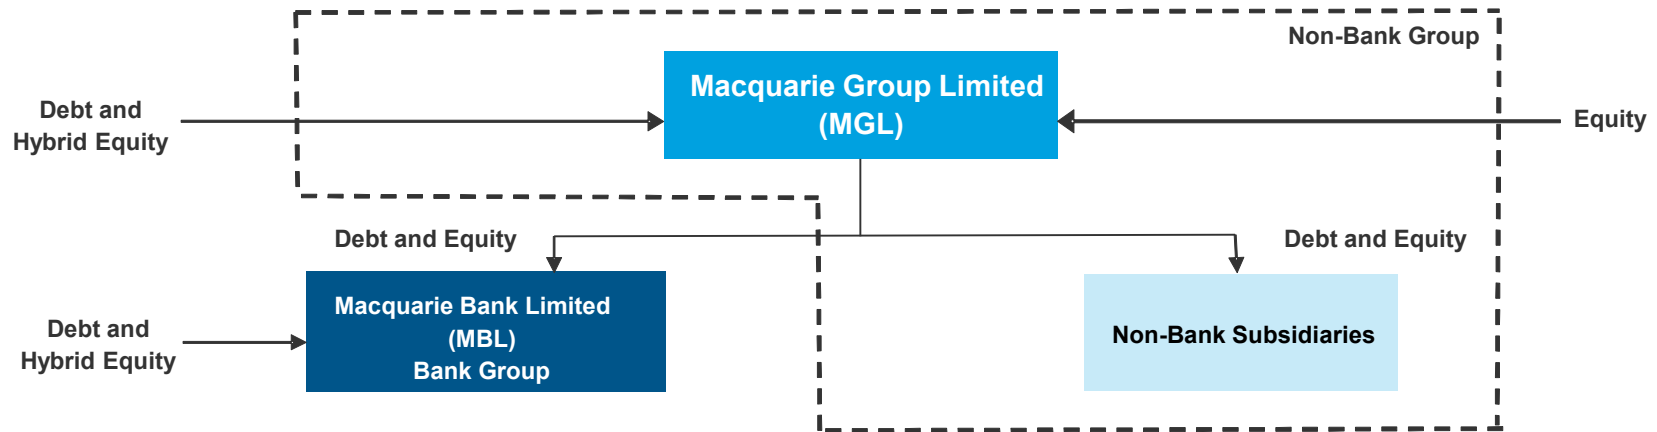 Non-Bank Group
Macquarie Group Limited
(MGL)
Debt and
Hybrid Equity
Equity
Debt and Equity
Debt and Equity
Macquarie Bank Limited
(MBL)
Bank Group
Debt and
Hybrid Equity
Non-Bank Subsidiaries